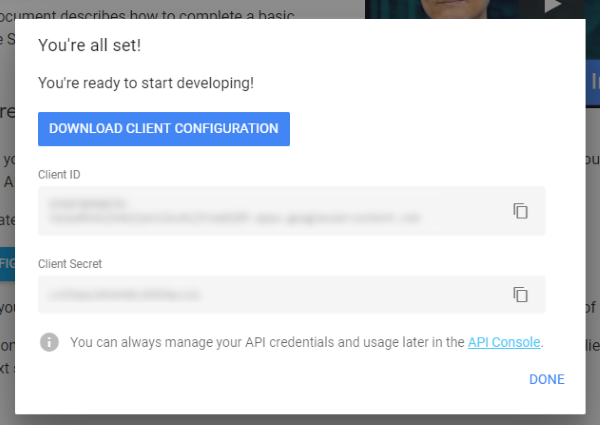 ocument describes how to complete a basic
e S
You're all set!
You're ready to start developing!
DOWNLOAD CLIENT CONFIGURATION
Client ID
Client Secret
You can always manage your API credentials and usage later in the API Console.
DONE